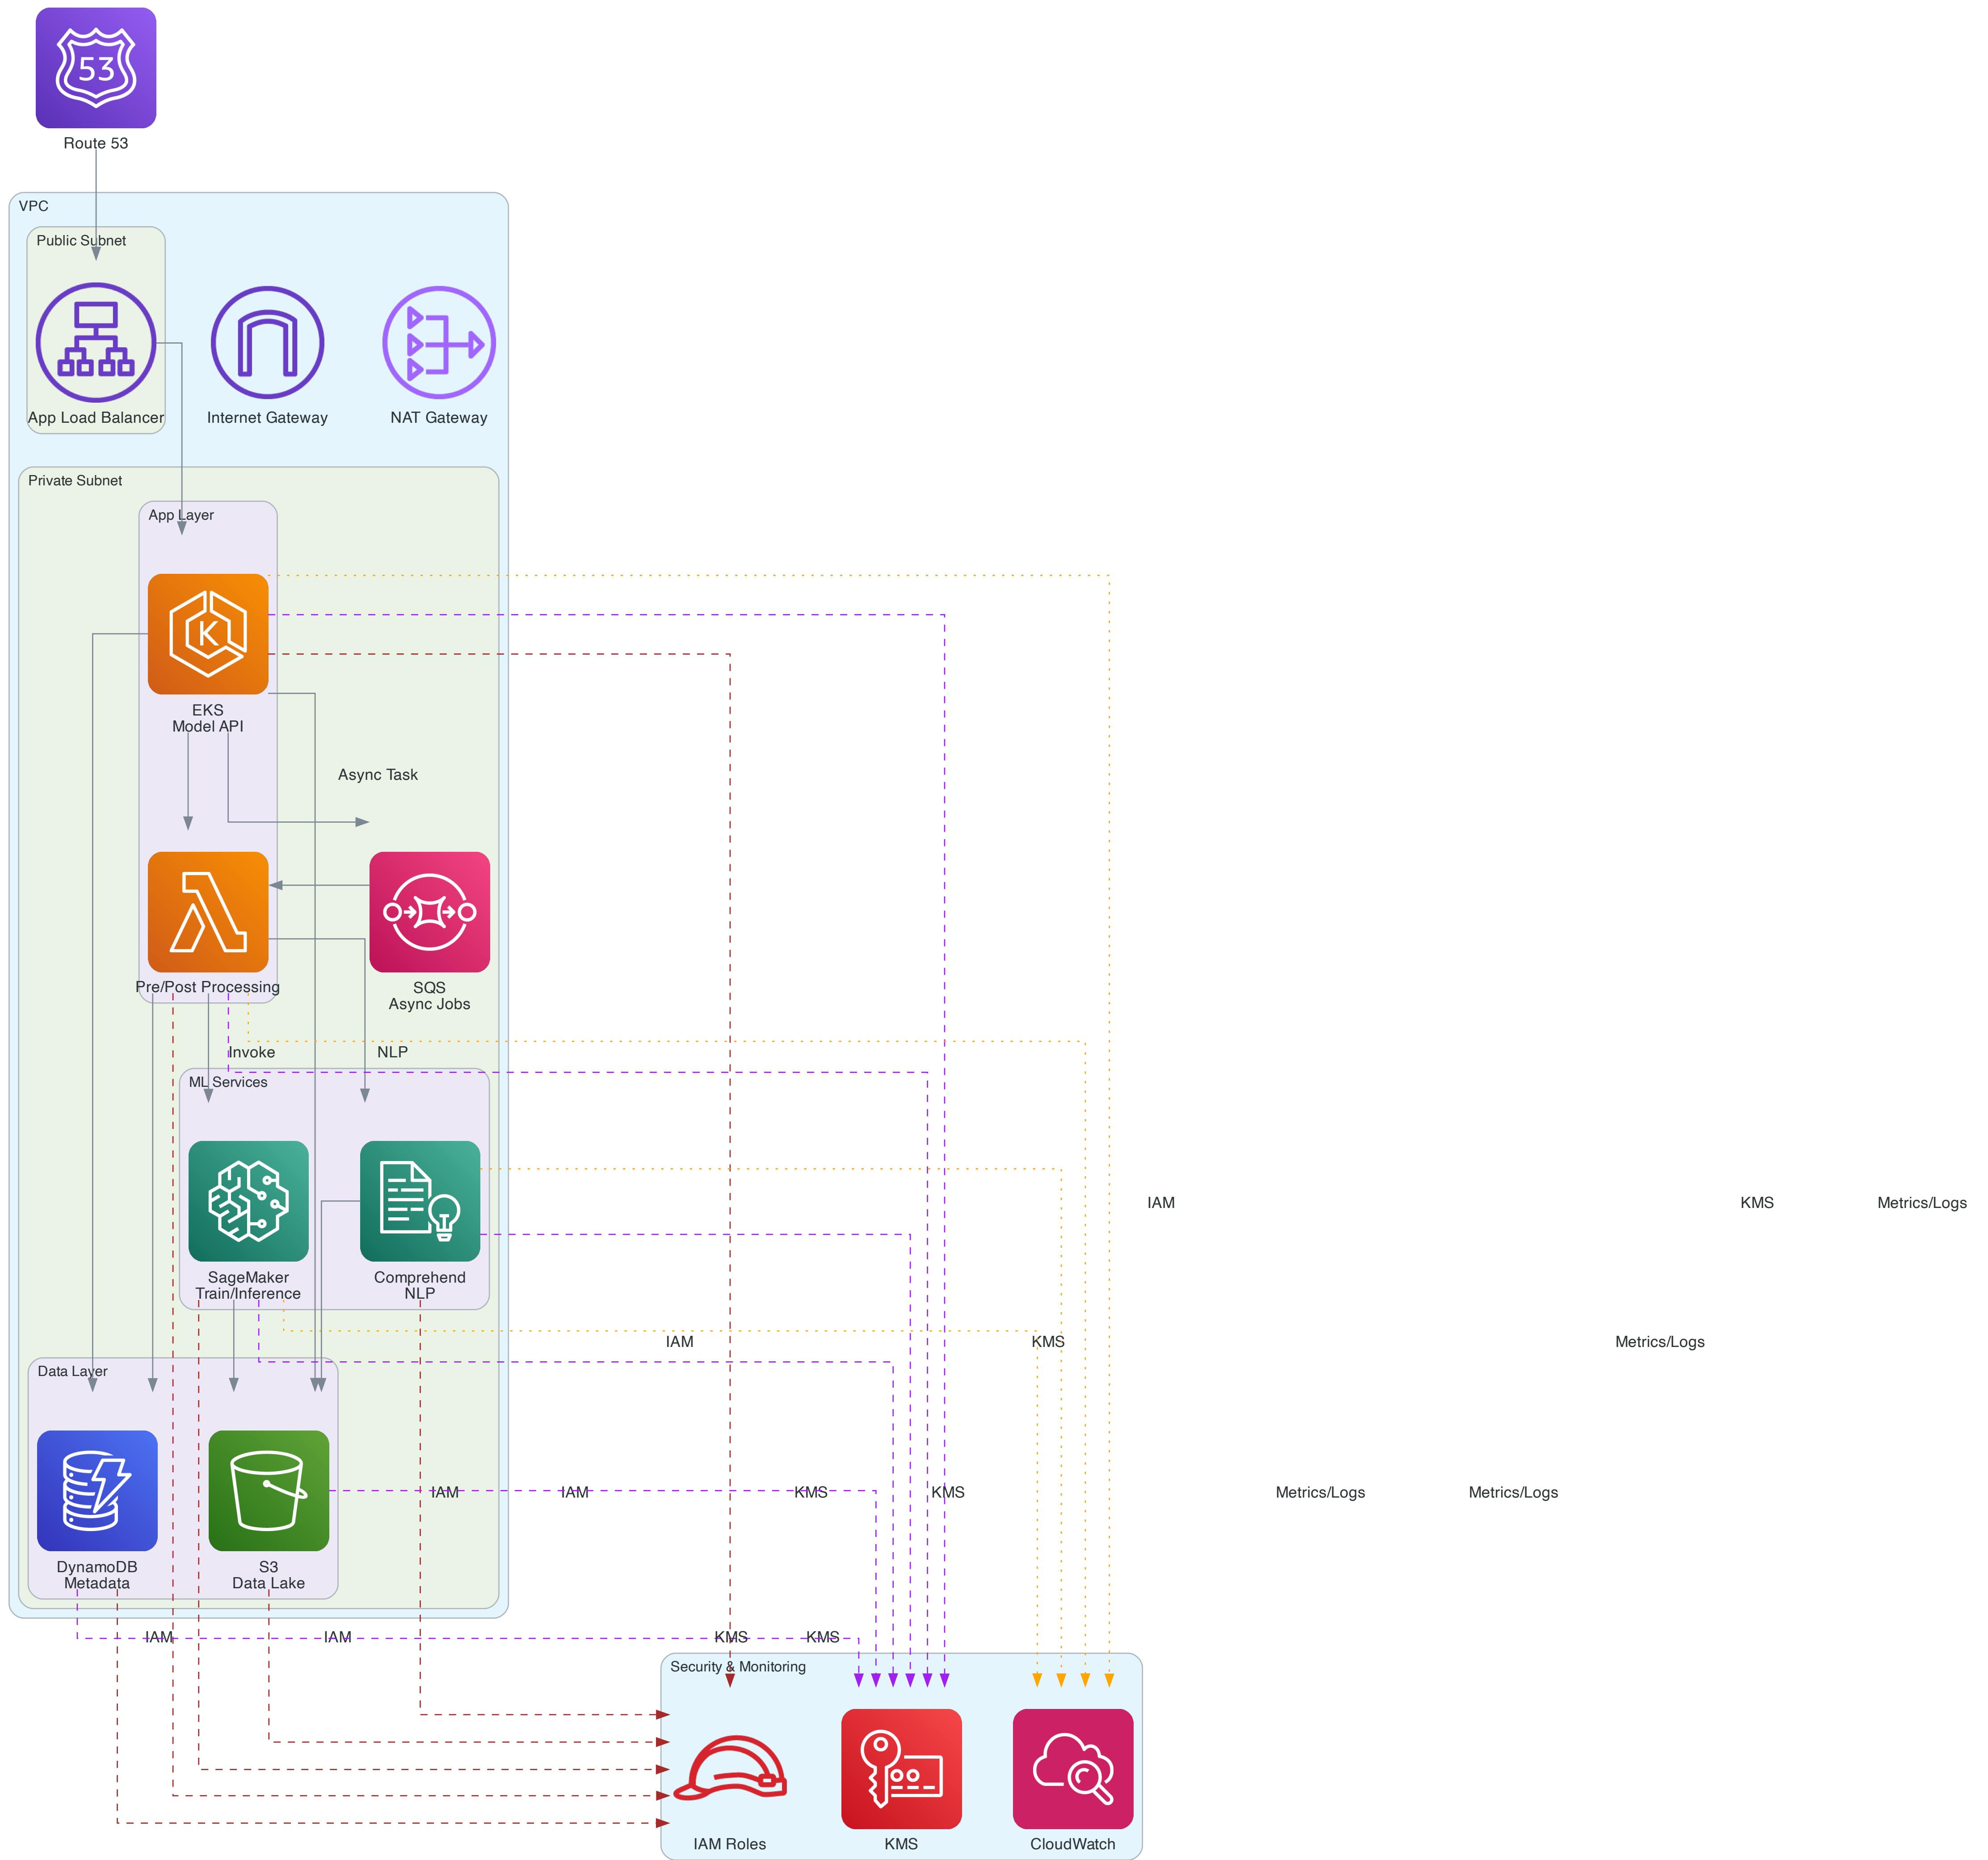 53
Route 53
VPC
Public Subnet
App Load Balancer
Internet Gateway
NAT Gateway
Private Subnet
App Layer
K
EKS
Model API
Async Task
Pre/Post Processing
SQS
Async Jobs
Invoke
NLP
ML Services
IAM
KMS
Metrics/Logs
SageMaker
Train/Inference
Comprehend
NLP
IAM
KMS
Metrics/Logs
Data Layer
IAM
IAM
KMS
KMS
Metrics/Logs
Metrics/Logs
DynamoDB
Metadata
S3
Data Lake
IAM
IAM
KMS
KMS
Security & Monitoring
IAM Roles
KMS
CloudWatch